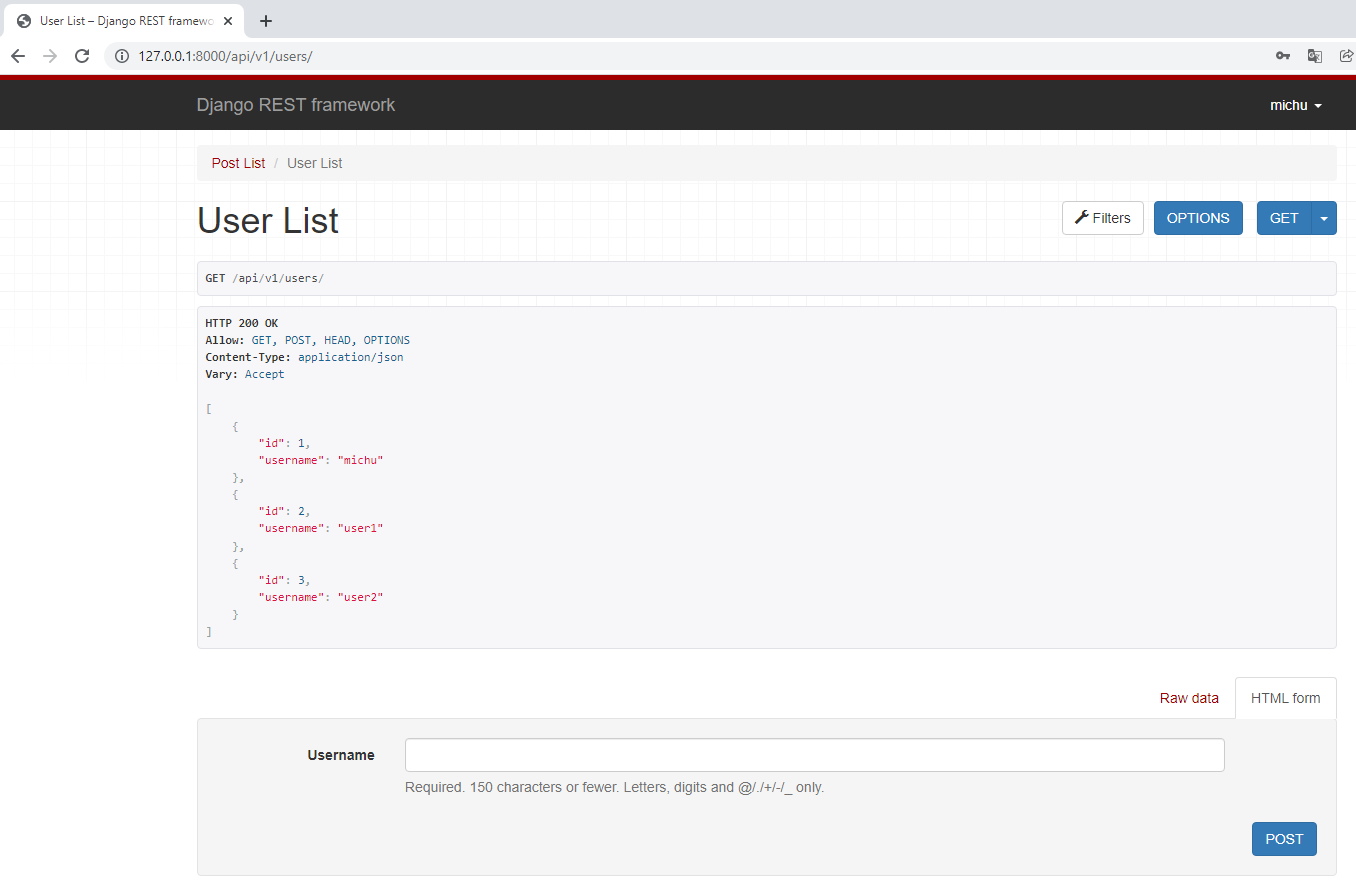 User List – Django REST framewo
127.0.0.1:8000/api/v1/users/
Django REST framework
michu
Post List / User List
User List
Filters
OPTIONS
GET
GET /api/v1/users/
HTTP 200 OK
Allow: GET, POST, HEAD, OPTIONS
Content-Type: application/json
Vary: Accept
[
    {
        "id": 1,
        "username": "michu"
    },
    {
        "id": 2,
        "username": "user1"
    },
    {
        "id": 3,
        "username": "user2"
    }
]
Raw data
HTML form
Username
Required. 150 characters or fewer. Letters, digits and @/./+/-/_ only.
POST